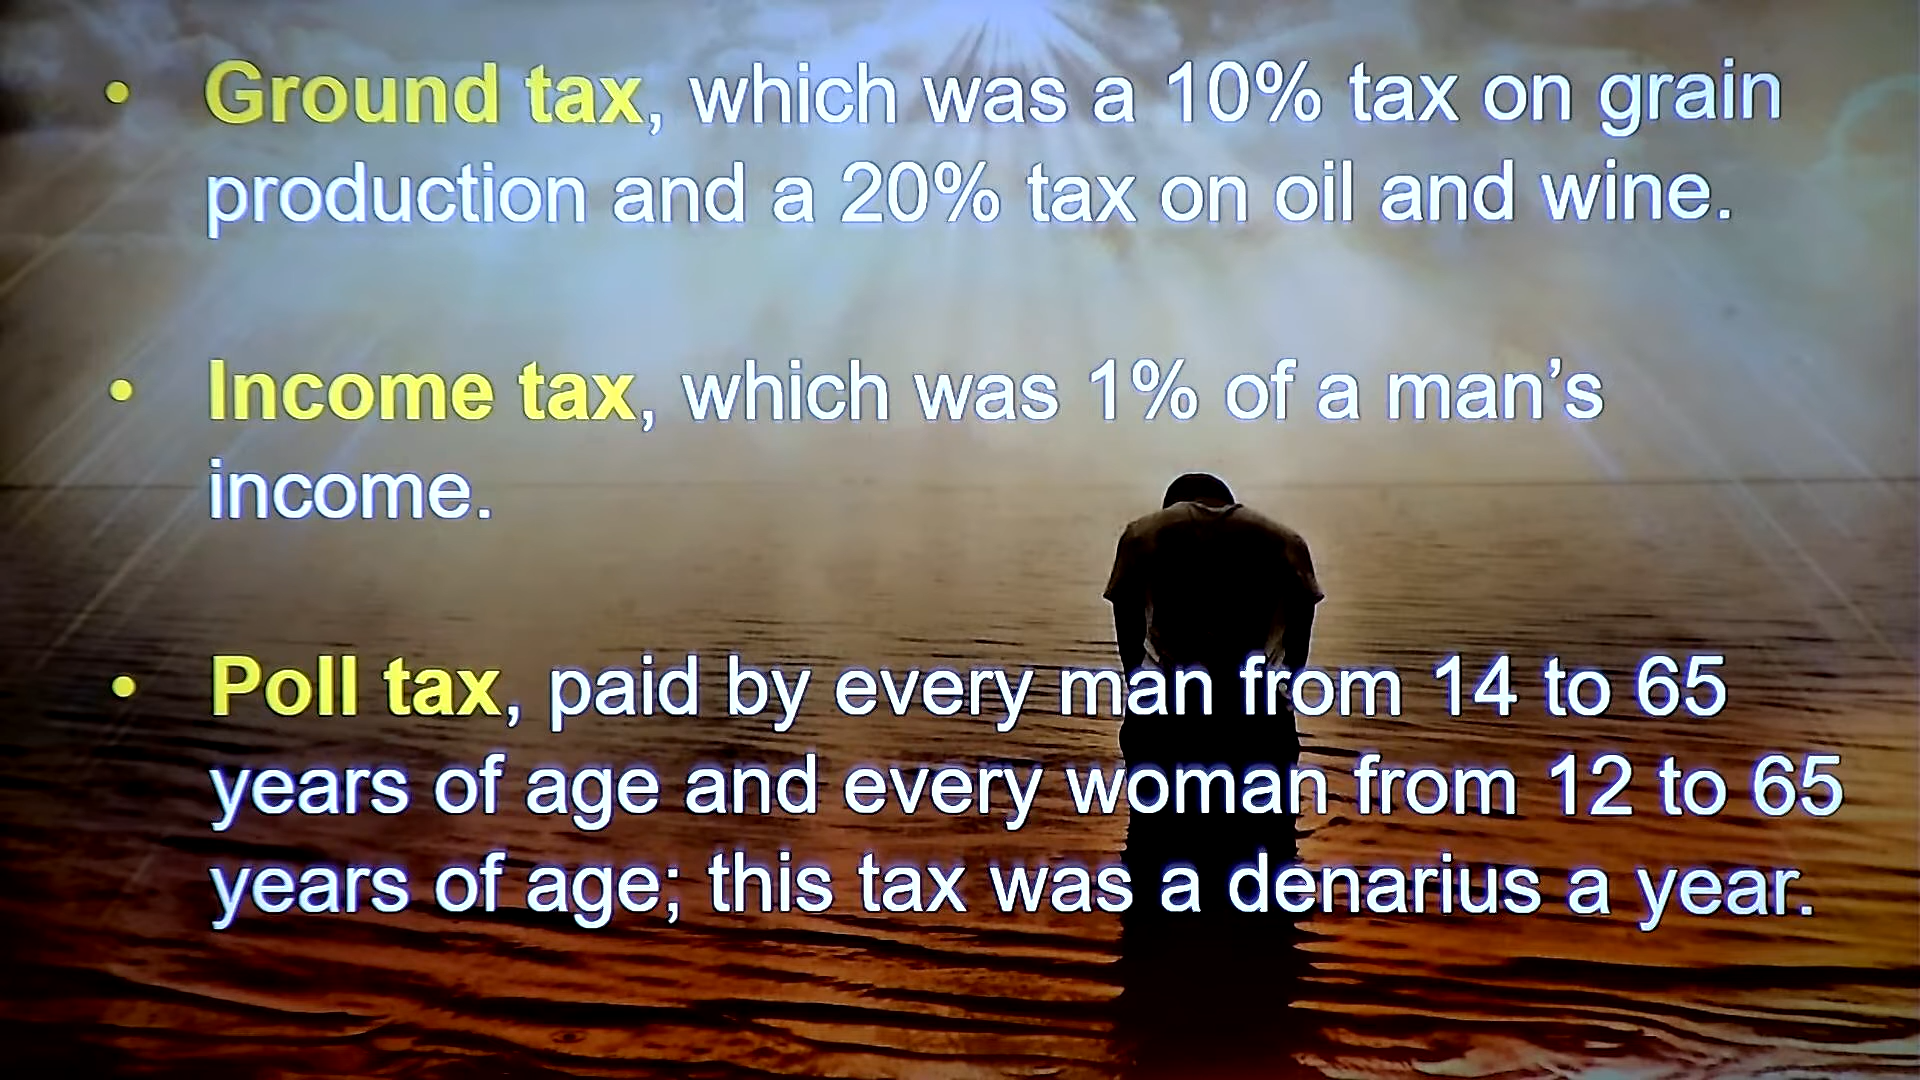 • Ground tax, which was a 10% tax on grain
production and a 20% tax on oil and wine.
• Income tax, which was 1% of a man’s
income.
• Poll tax, paid by every man from 14 to 65
years of age and every woman from 12 to 65
years of age; this tax was a denarius a year.